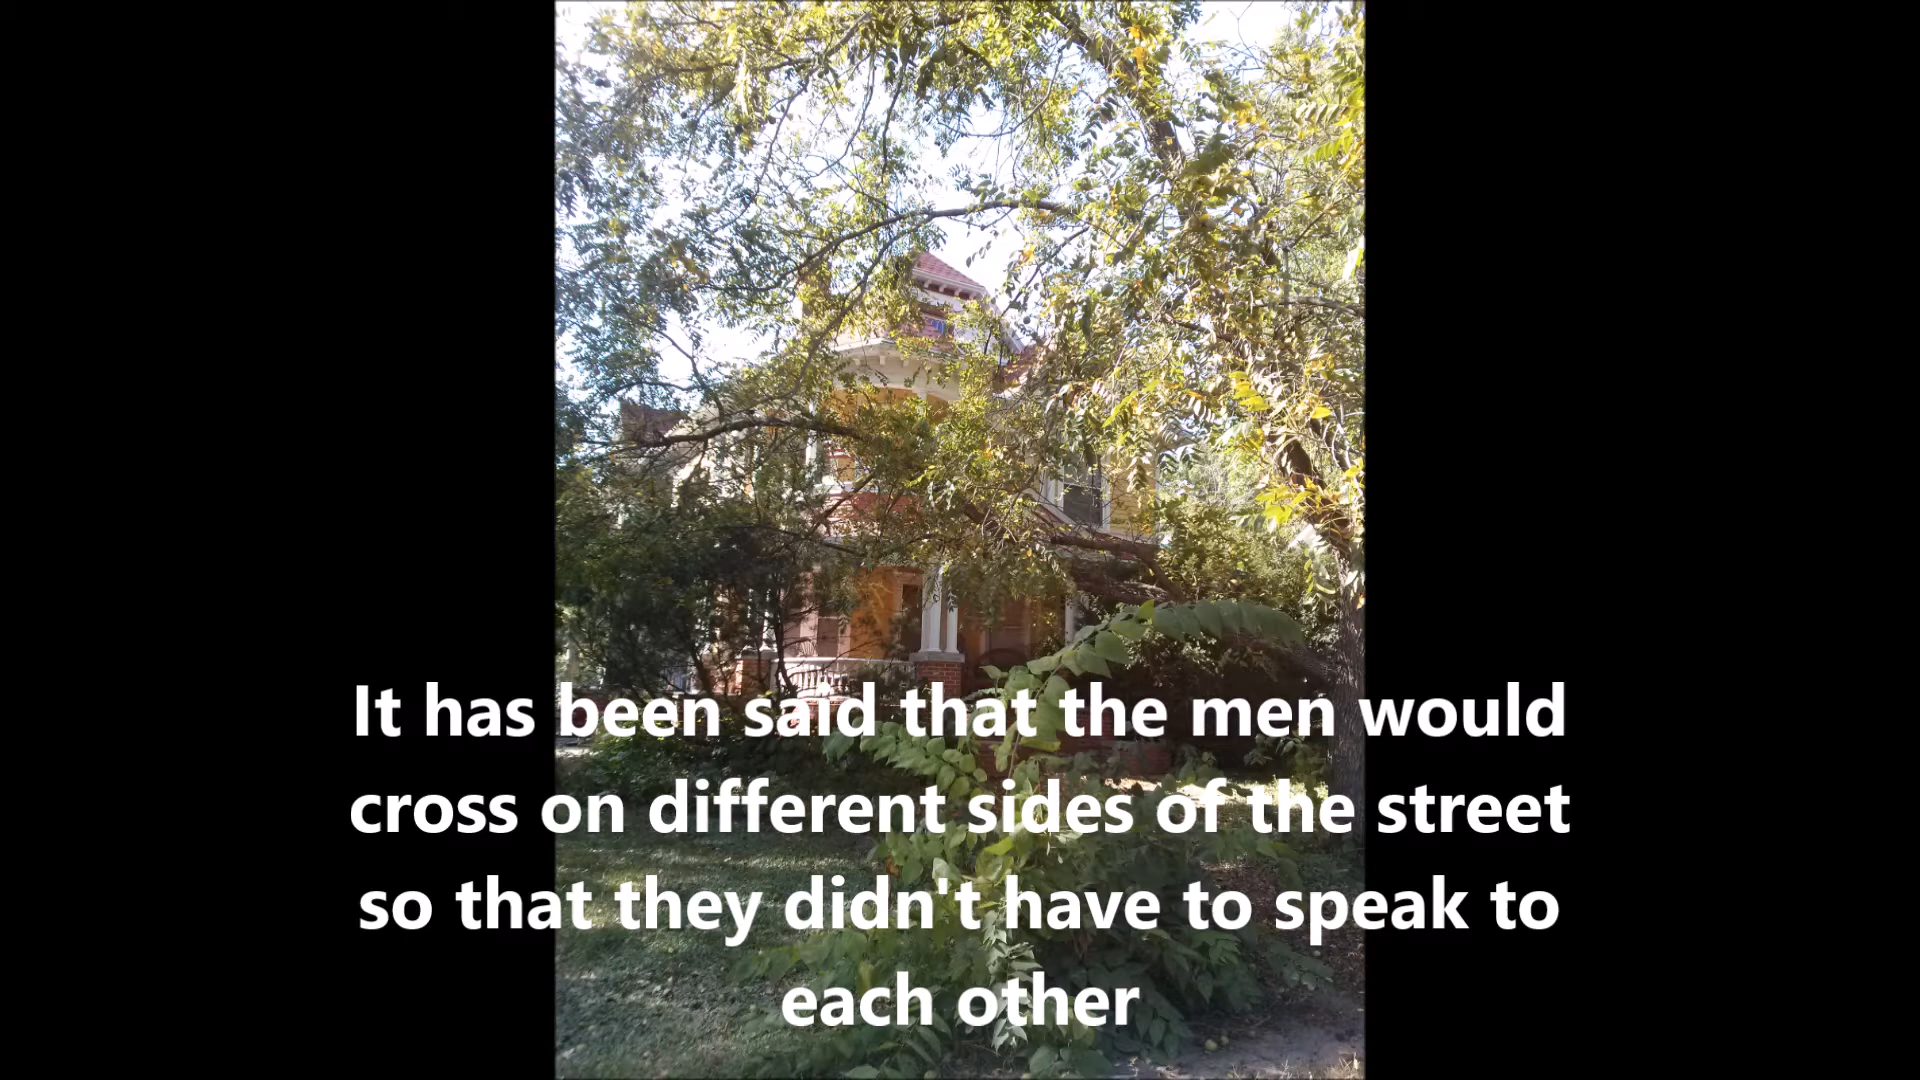 It has been said that the men would
cross on different sides of the street
so that they didn't have to speak to
each other